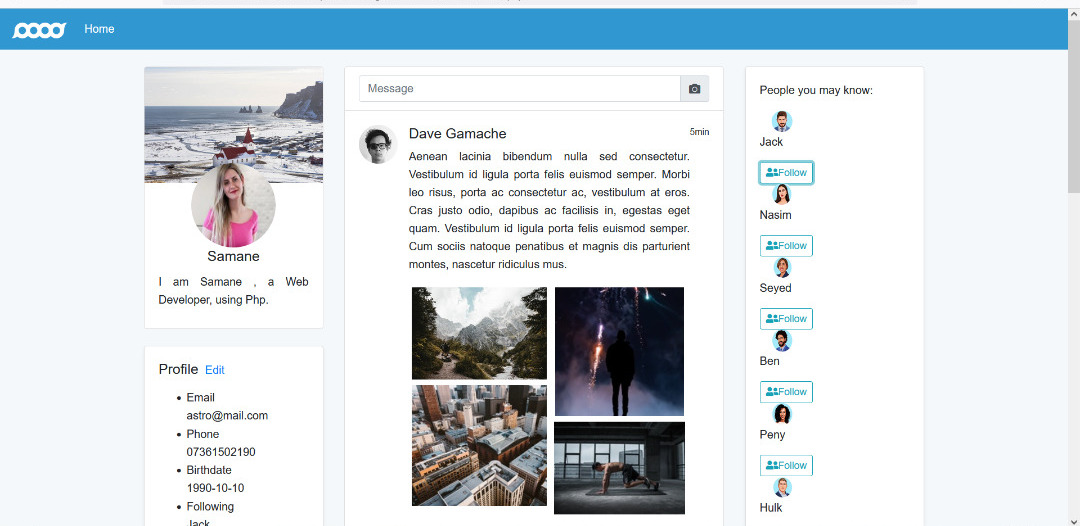 Home
Samane
I am Samane , a Web
Developer, using Php.
Profile Edit
Email
astro@mail.com
Phone
07361502190
Birthdate
1990-10-10
Following
Jack
Message
Dave Gamache
5min
Aenean lacinia bibendum nulla sed consectetur.
Vestibulum id ligula porta felis euismod semper. Morbi
leo risus, porta ac consectetur ac, vestibulum at eros.
Cras justo odio, dapibus ac facilisis in, egestas eget
quam. Vestibulum id ligula porta felis euismod semper.
Cum sociis natoque penatibus et magnis dis parturient
montes, nascetur ridiculus mus.
People you may know:
Jack
Follow
Nasim
Follow
Seyed
Follow
Ben
Follow
Peny
Follow
Hulk